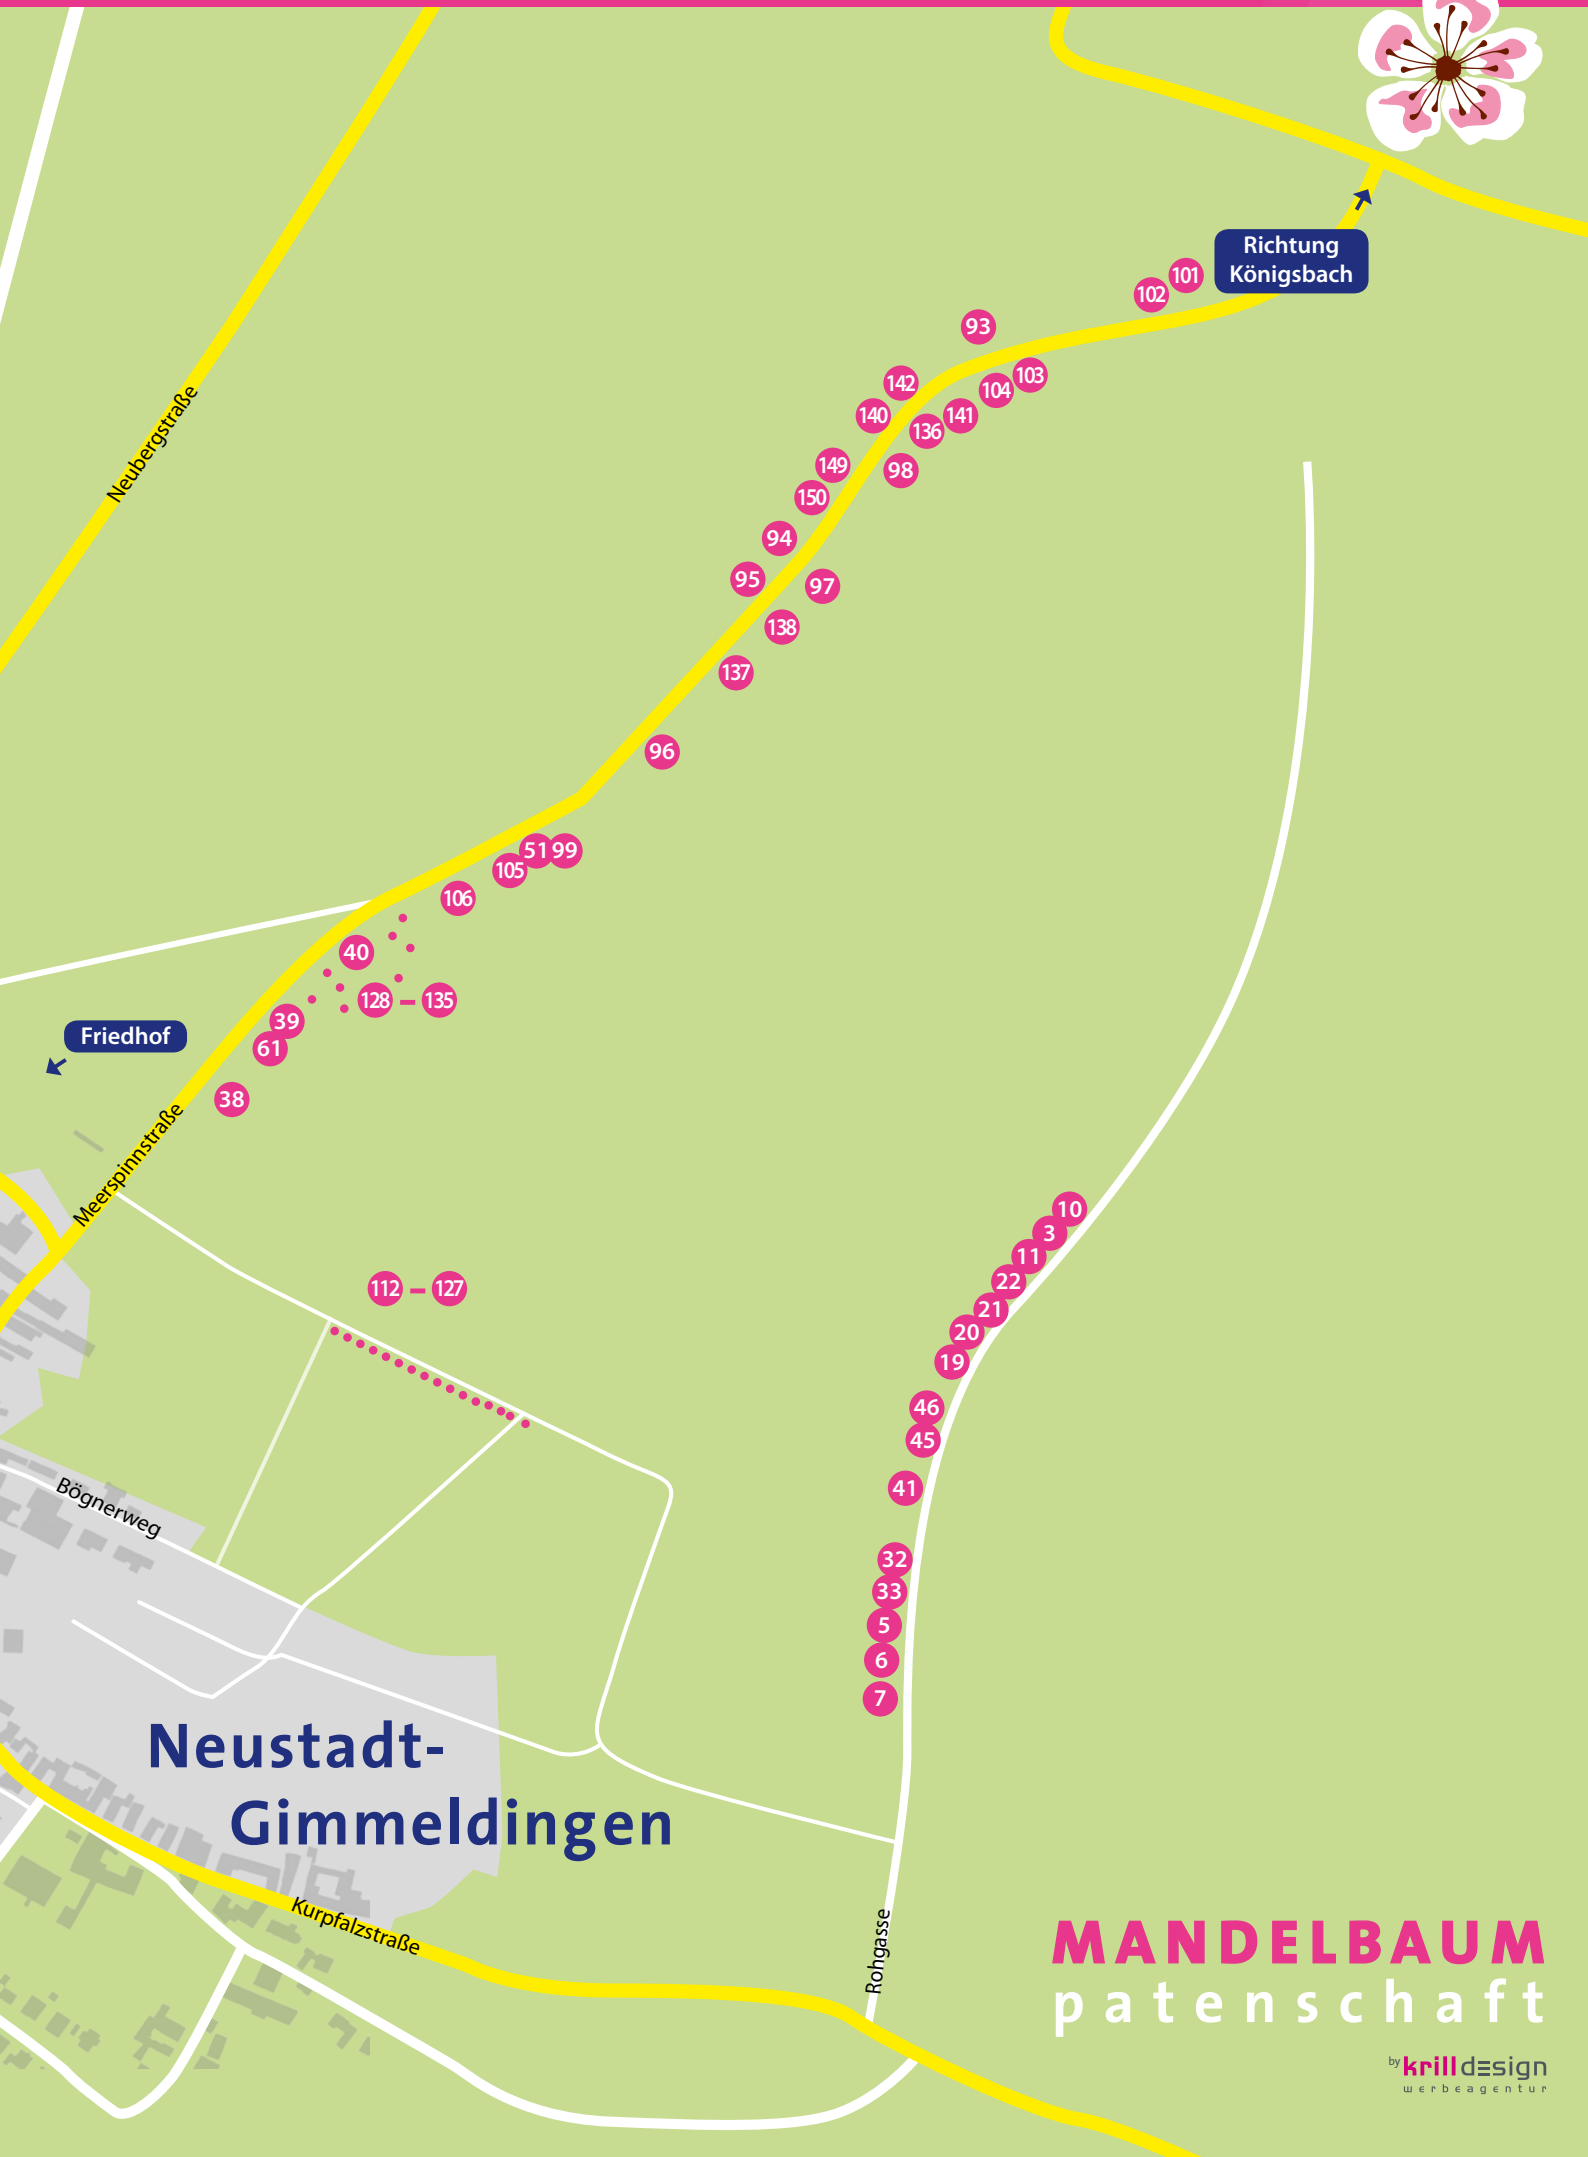 Richtung
Königsbach
101
102
93
103
104
142
140
141
136
149
98
150
94
95
97
138
137
96
Neubergstraße
51
99
105
106
40
128 – 135
39
61
38
Friedhof
Meerspinnstraße
10
3
11
22
21
20
19
112 – 127
46
45
41
32
33
5
6
7
Bögnerweg
Neustadt-
Gimmeldingen
Kurpfalzstraße
Rohgasse
MANDELBAUM
patenschaft
by krilldesign
werbeagentur